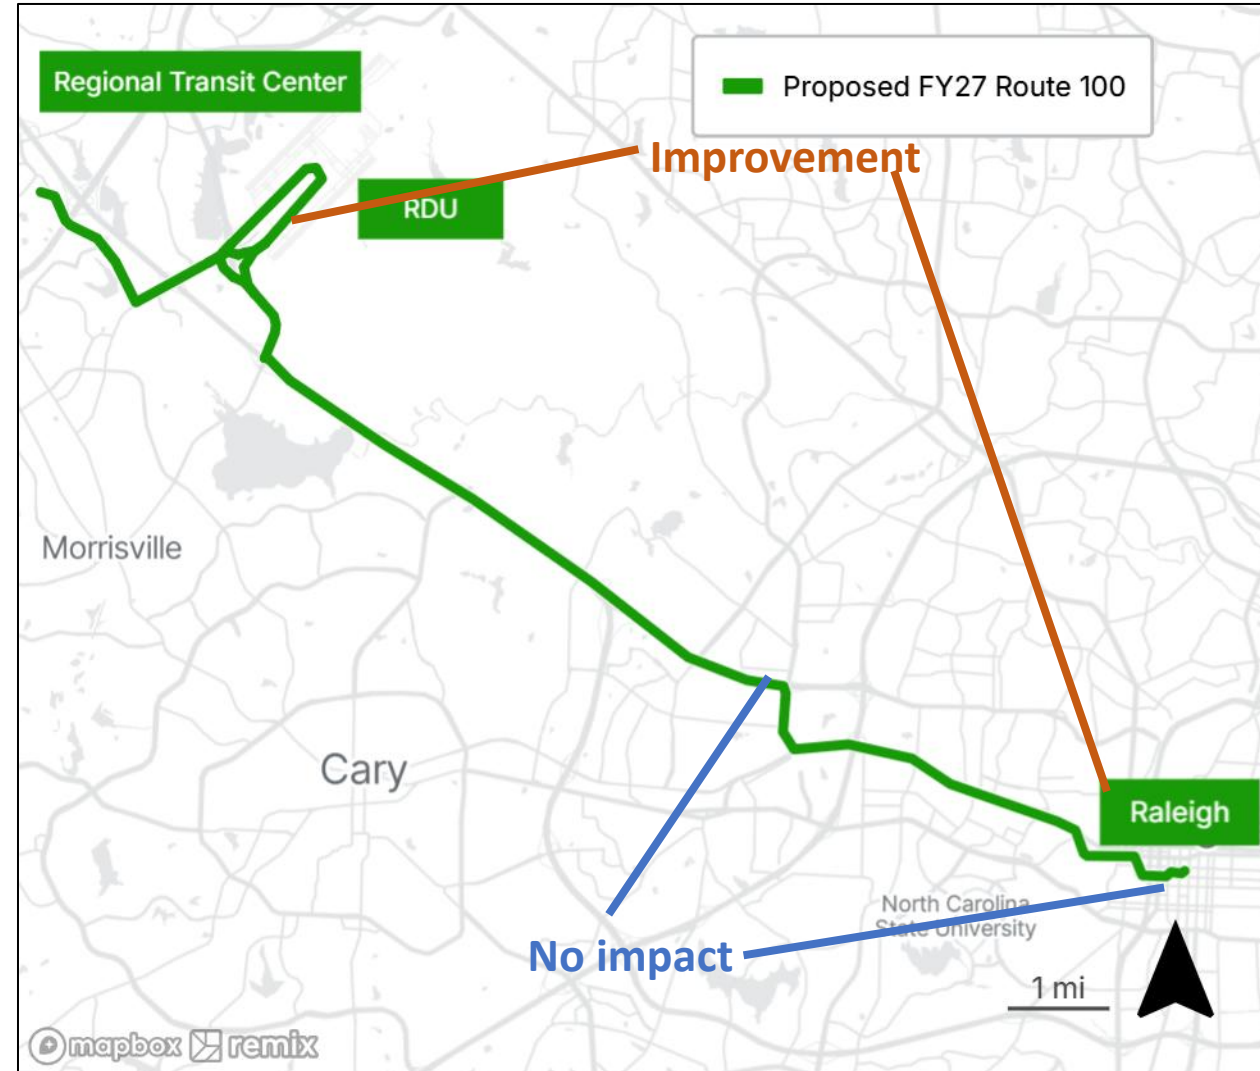 Regional Transit Center
Proposed FY27 Route 100
Improvement
RDU
Morrisville
Cary
Raleigh
North Carolina
State University
No impact
1 mi
mapbox remix